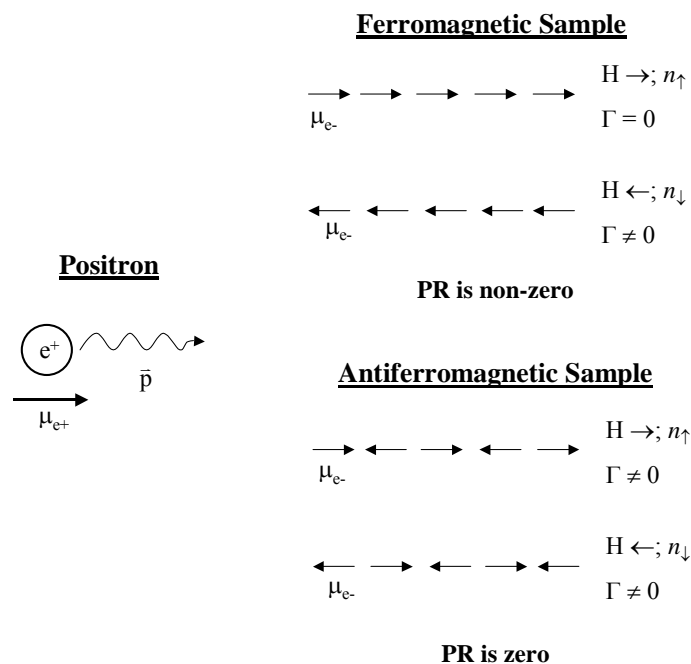 Ferromagnetic Sample
H →; n↑
μe-
Γ = 0
H ←; n↓
μe-
Γ ≠ 0
PR is non-zero
Positron
e+
p̄
μe+
Antiferromagnetic Sample
H →; n↑
μe-
Γ ≠ 0
H ←; n↓
μe-
Γ ≠ 0
PR is zero